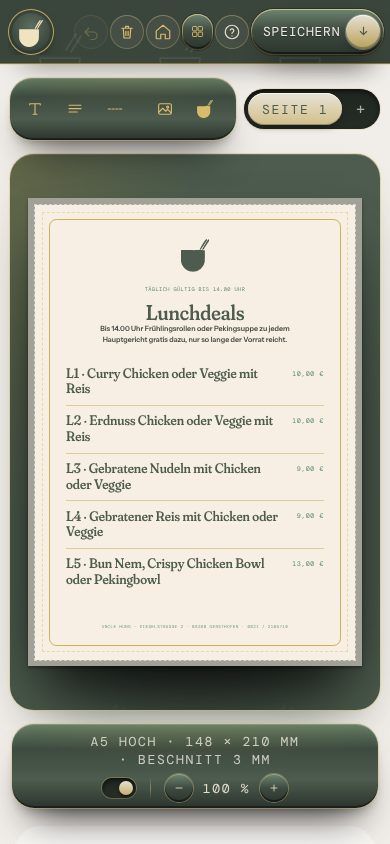 SPEICHERN
SEITE 1
+
TÄGLICH GÜLTIG BIS 14.00 UHR
Lunchdeals
Bis 14.00 Uhr Frühlingsrollen oder Pekingsuppe zu jedem
Hauptgericht gratis dazu, nur so lange der Vorrat reicht.
L1 · Curry Chicken oder Veggie mit 10,00 €
Reis
L2 · Erdnuss Chicken oder Veggie mit 10,00 €
Reis
L3 · Gebratene Nudeln mit Chicken 9,00 €
oder Veggie
L4 · Gebratener Reis mit Chicken oder 9,00 €
Veggie
L5 · Bun Nem, Crispy Chicken Bowl 13,00 €
oder Pekingbowl
A5 HOCH · 148 × 210 MM
· BESCHNITT 3 MM
− 100 % +